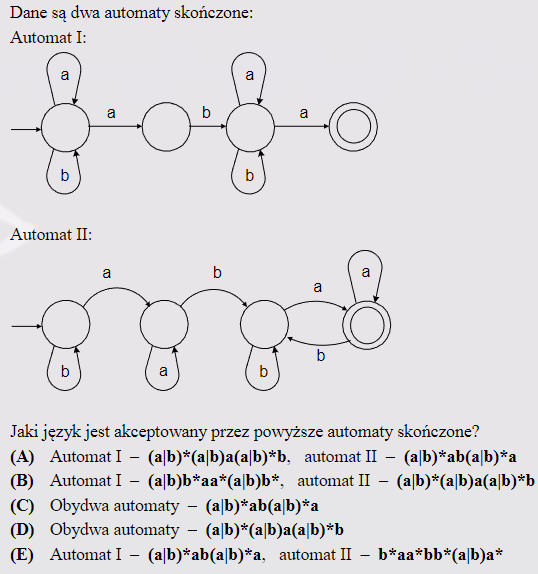 Dane są dwa automaty skończone:
Automat I:
a
a
a
b
a
b
b
Automat II:
a
b
a
a
b
a
b
b
Jaki język jest akceptowany przez powyższe automaty skończone?
(A) Automat I – (a|b)*(a|b)a(a|b)*b, automat II – (a|b)*ab(a|b)*a
(B) Automat I – (a|b)b*aa*(a|b)b*, automat II – (a|b)*(a|b)a(a|b)*b
(C) Obydwa automaty – (a|b)*ab(a|b)*a
(D) Obydwa automaty – (a|b)*(a|b)a(a|b)*b
(E) Automat I – (a|b)*ab(a|b)*a, automat II – b*aa*bb*(a|b)a*